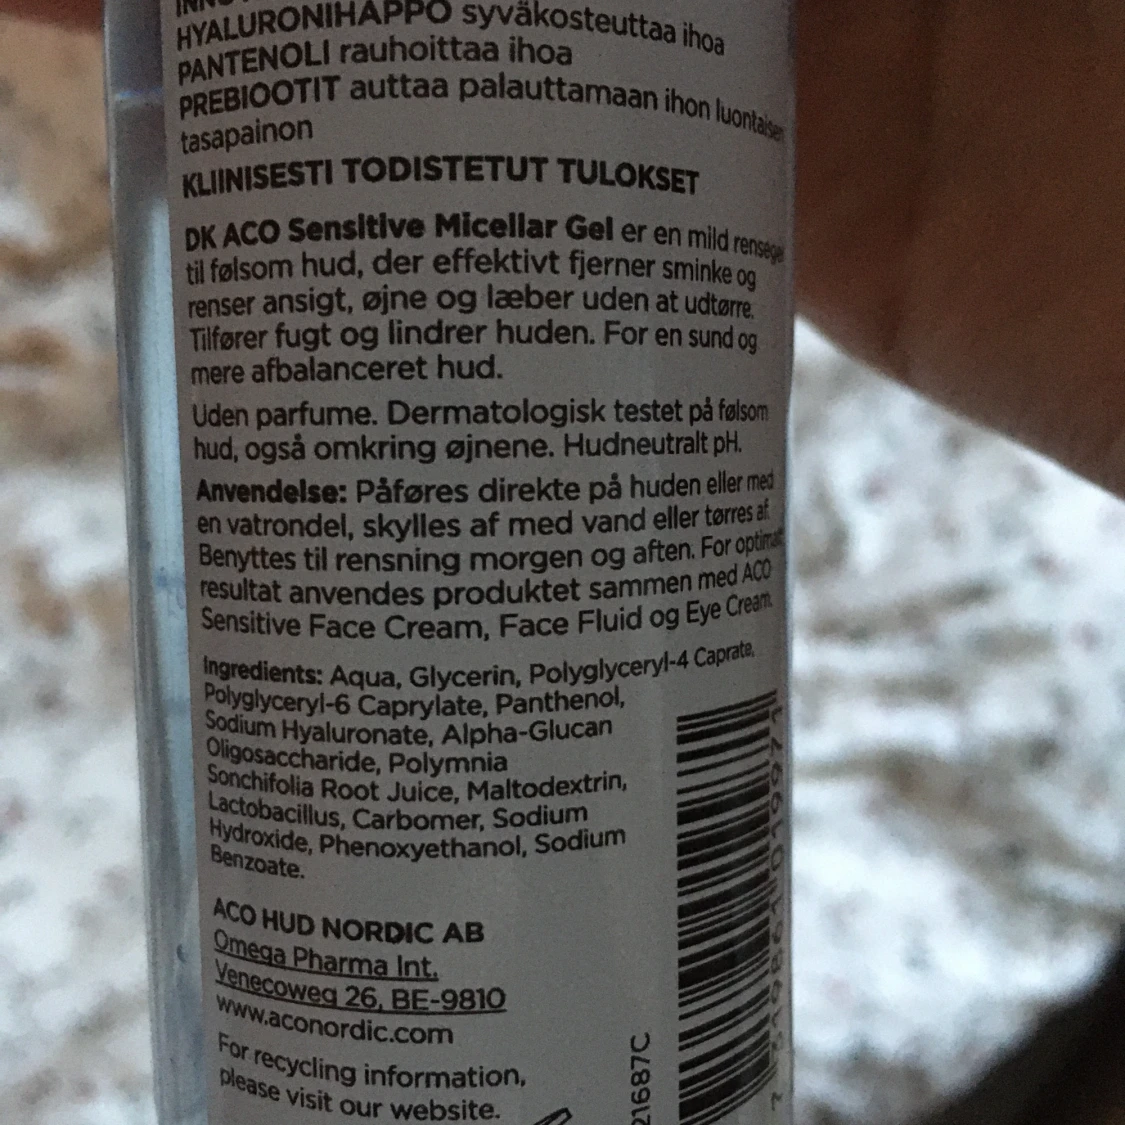 HYALURONIHAPPO syväkosteuttaa ihoa
PANTENOLI rauhoittaa ihoa
PREBIOOTIT auttaa palauttamaan ihon luontaisen
tasapainon
KLIINISESTI TODISTETUT TULOKSET
DK ACO Sensitive Micellar Gel er en mild rensegel
til følsom hud, der effektivt fjerner sminke og
renser ansigt, øjne og læber uden at udtørre.
Tilfører fugt og lindrer huden. For en sund og
mere afbalanceret hud.
Uden parfume. Dermatologisk testet på følsom
hud, også omkring øjnene. Hudneutralt pH.
Anvendelse: Påføres direkte på huden eller med
en vatrondel, skylles af med vand eller tørres af.
Benyttes til rensning morgen og aften. For optimalt
resultat anvendes produktet sammen med ACO
Sensitive Face Cream, Face Fluid og Eye Cream.
Ingredients: Aqua, Glycerin, Polyglyceryl-4 Caprate,
Polyglyceryl-6 Caprylate, Panthenol,
Sodium Hyaluronate, Alpha-Glucan
Oligosaccharide, Polymnia
Sonchifolia Root Juice, Maltodextrin,
Lactobacillus, Carbomer, Sodium
Hydroxide, Phenoxyethanol, Sodium
Benzoate.
ACO HUD NORDIC AB
Omega Pharma Int.
Venecoweg 26, BE-9810
www.aconordic.com
For recycling information,
please visit our website.
21687C